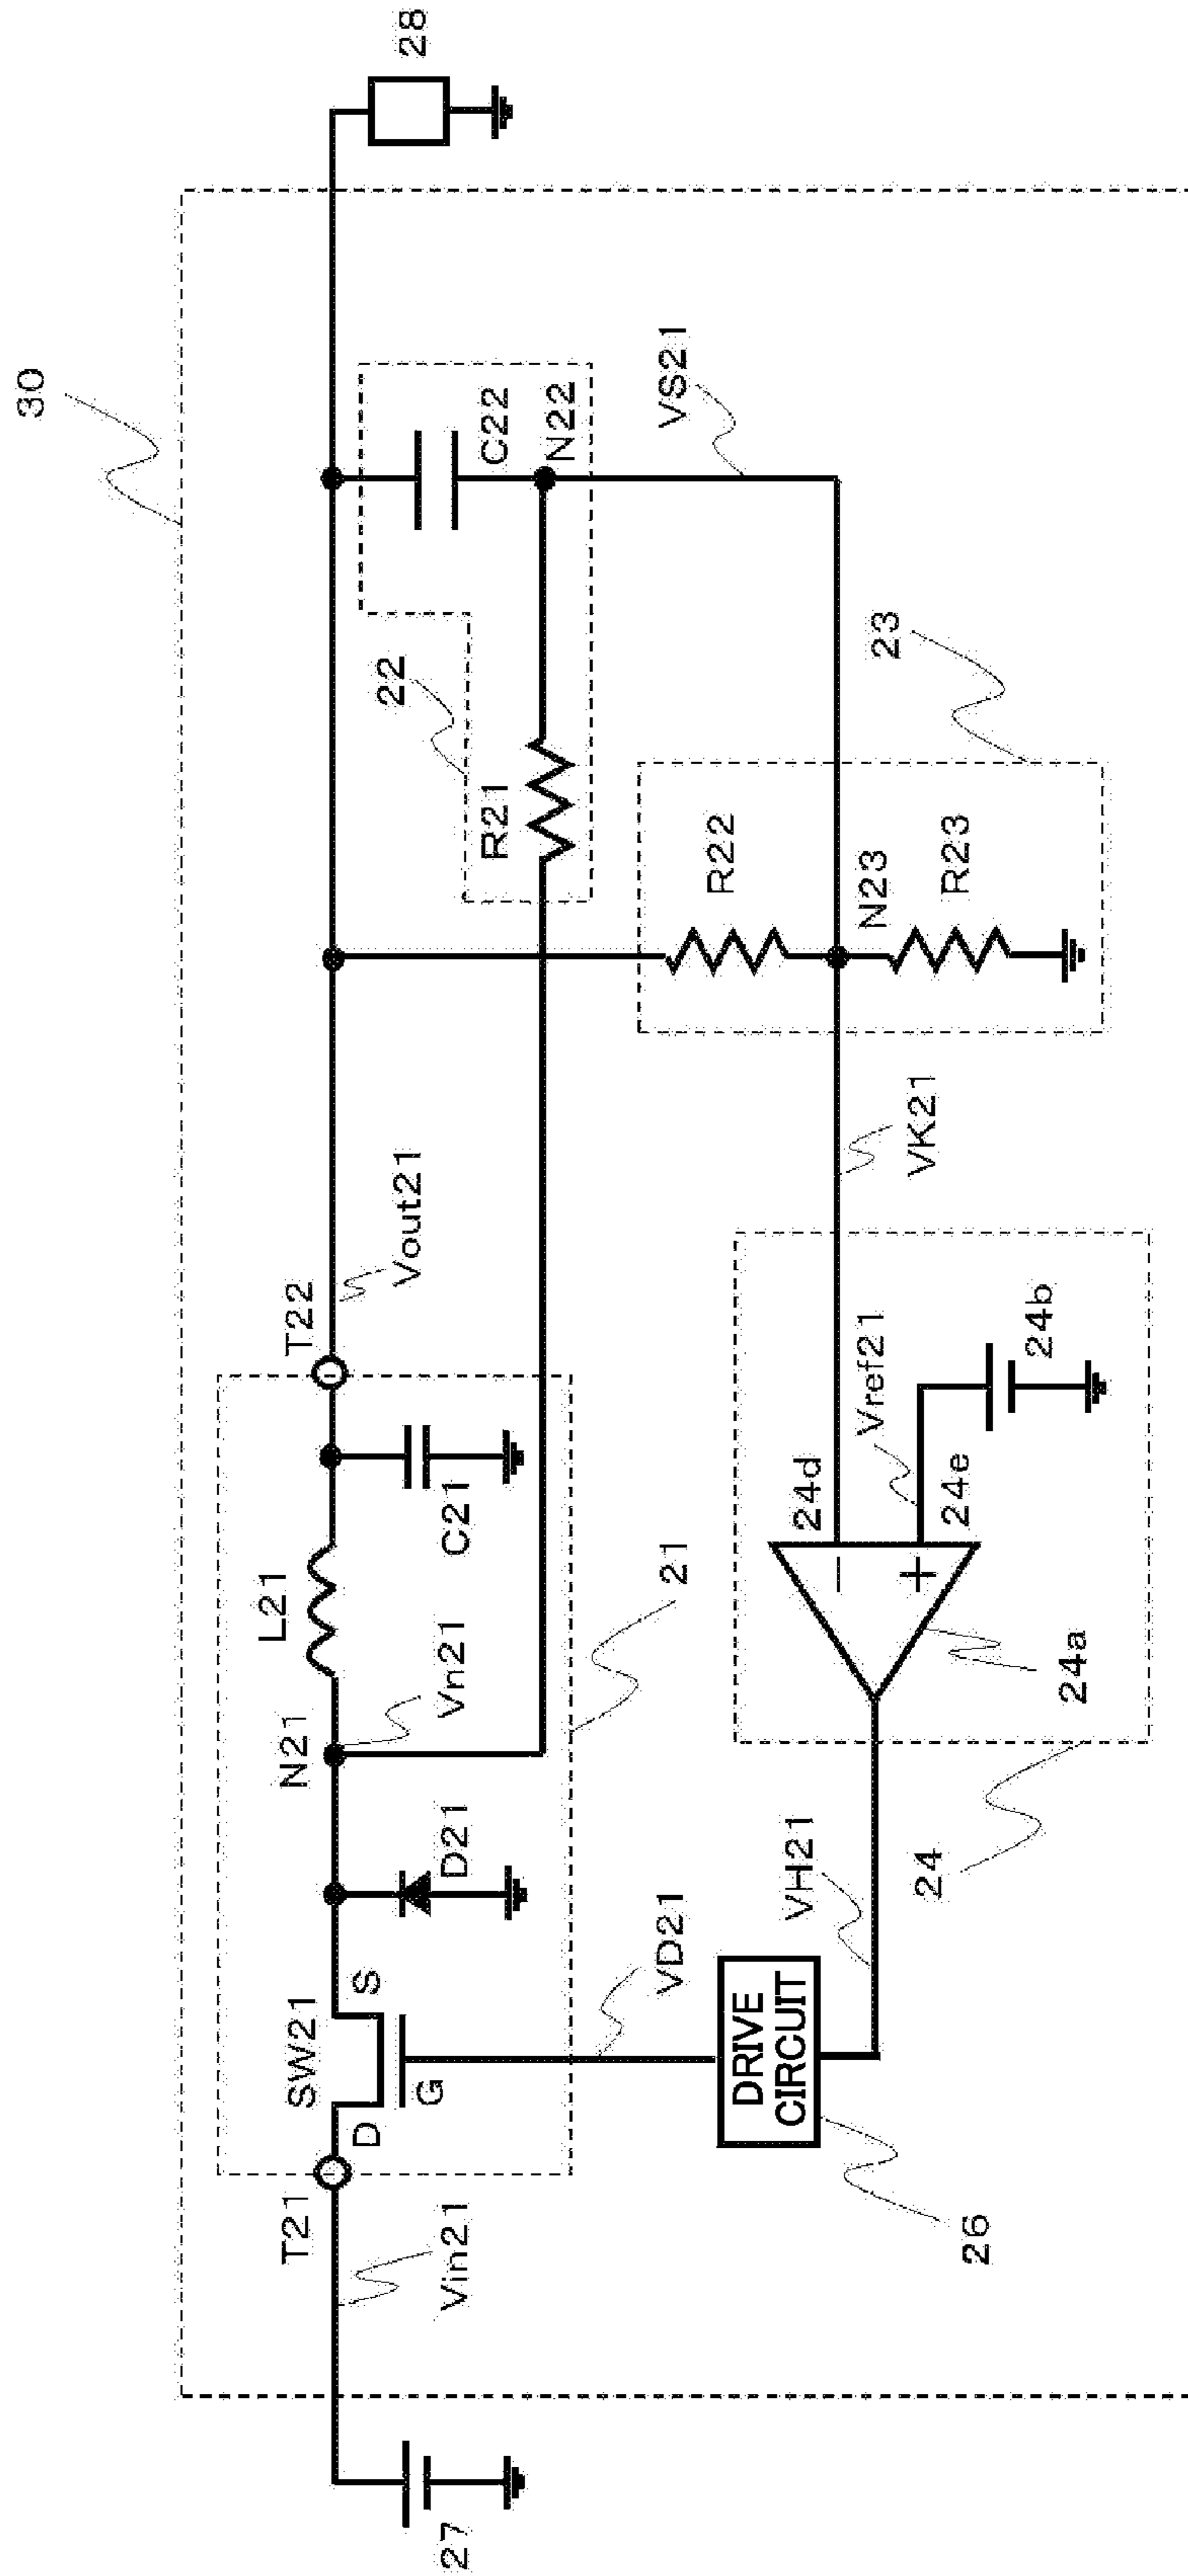 30
28
T21
Vin21
27
SW21
D
S
G
D21
N21
Vn21
L21
C21
T22
Vout21
21
22
R21
C22
N22
VS21
23
R22
N23
R23
VK21
24d
24e
Vref21
24b
24a
24
VH21
VD21
DRIVE
CIRCUIT
26
−
+